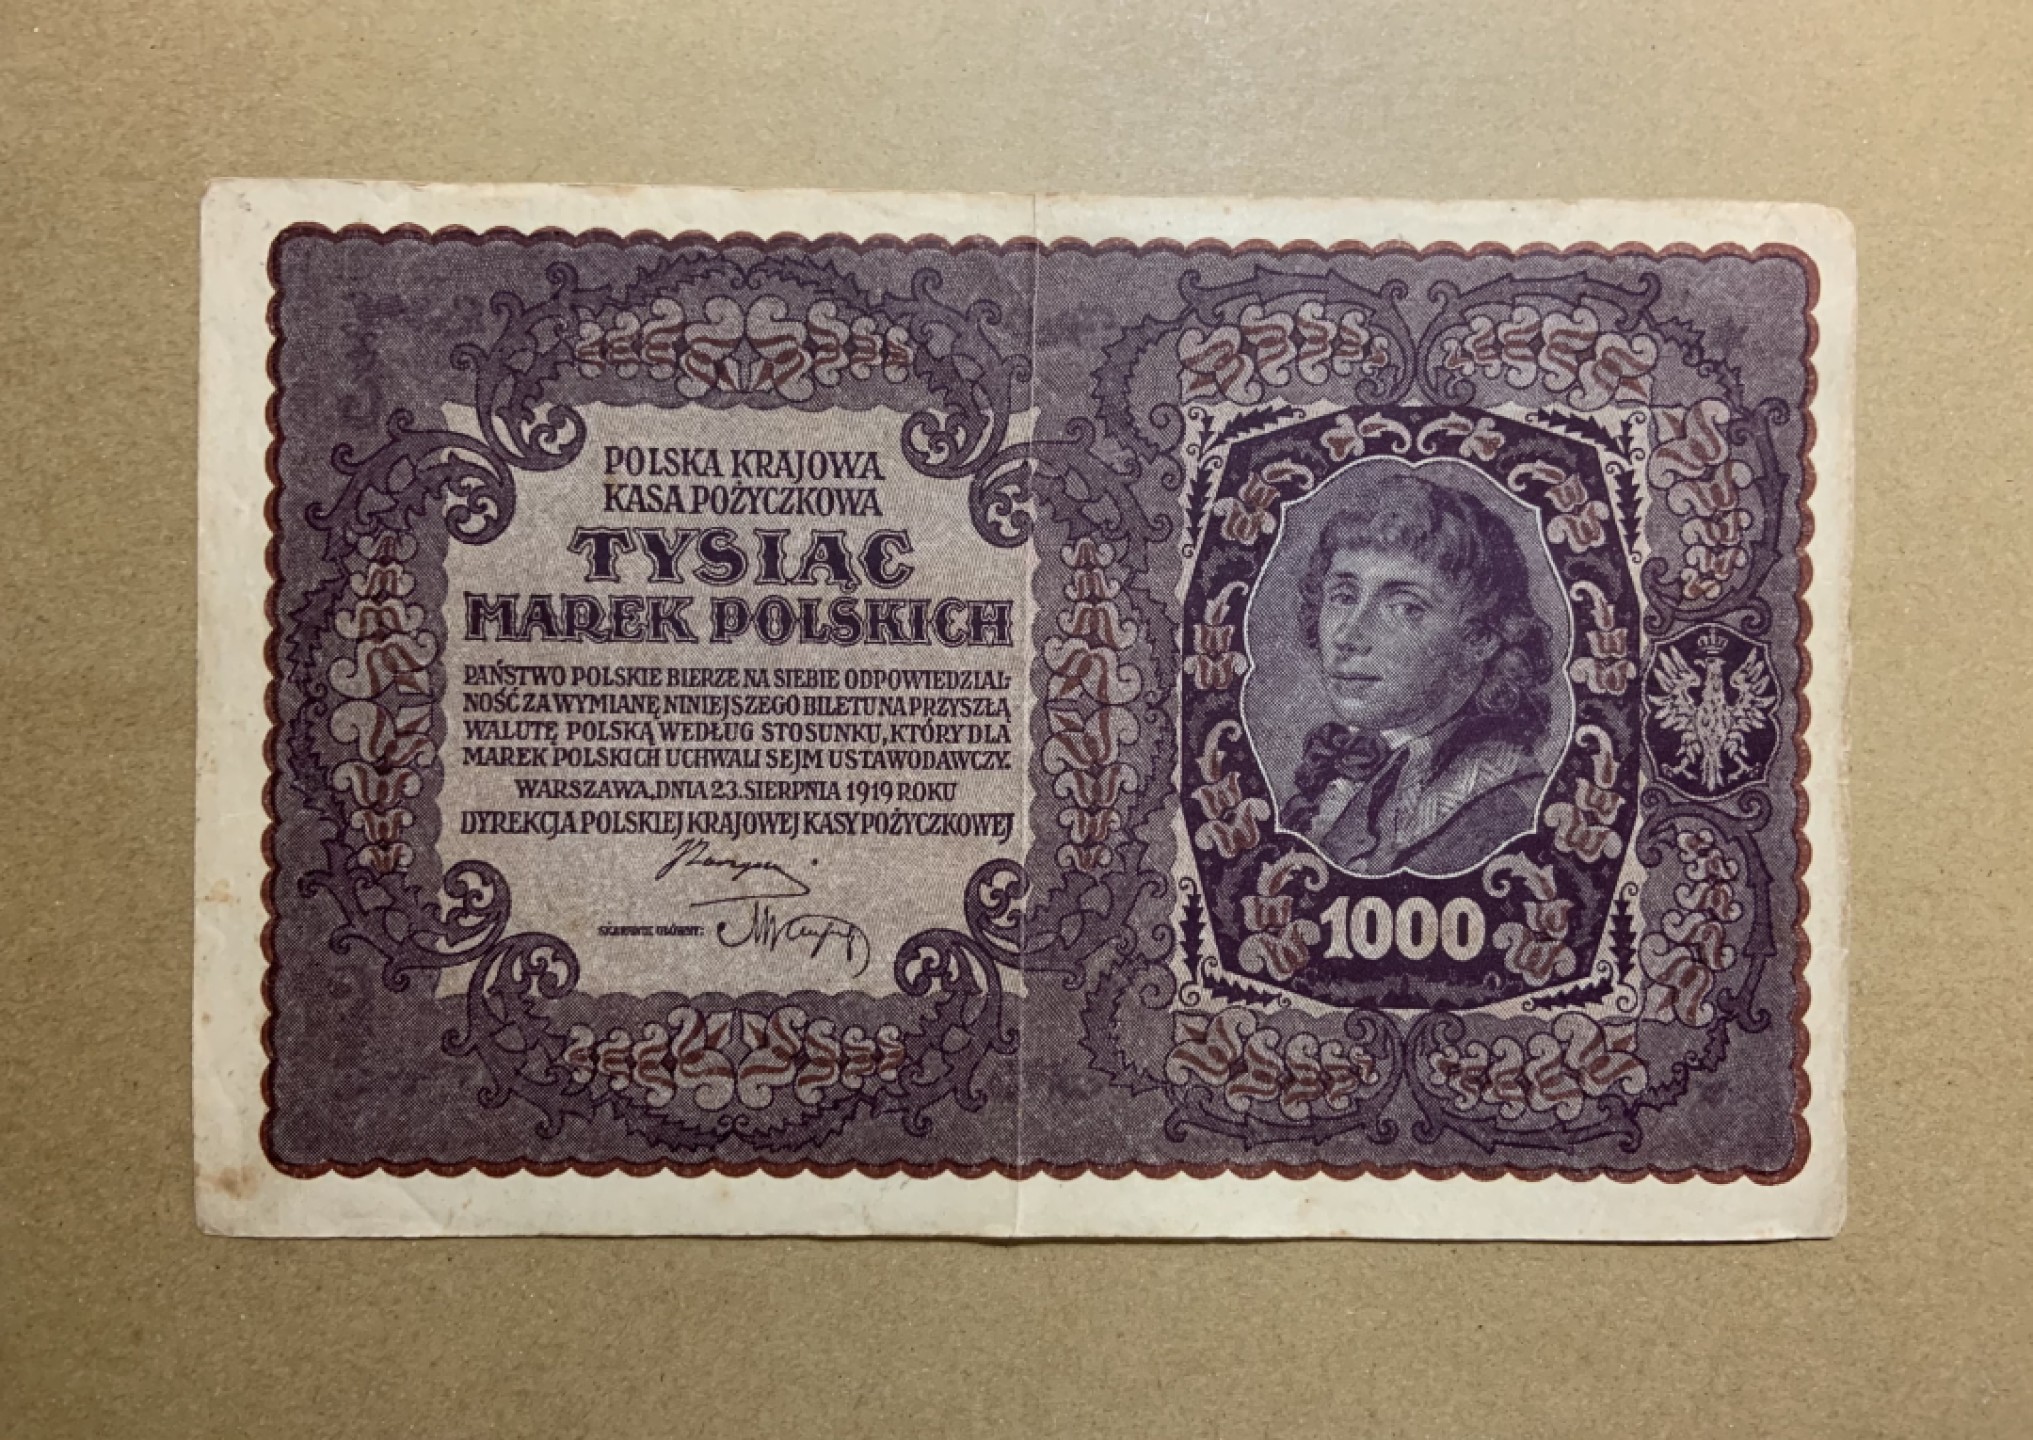 POLSKA KRAJOWA
KASA POŻYCZKOWA
TYSIĄC
MAREK POLSKICH
PAŃSTWO POLSKIE BIERZE NA SIEBIE ODPOWIEDZIAL-
NOŚĆ ZA WYMIANĘ NINIEJSZEGO BILETU NA PRZYSZŁĄ
WALUTĘ POLSKĄ WEDŁUG STOSUNKU, KTÓRY DLA
MAREK POLSKICH UCHWALI SEJM USTAWODAWCZY.
WARSZAWA, DNIA 23. SIERPNIA 1919 ROKU
DYREKCJA POLSKIEJ KRAJOWEJ KASY POŻYCZKOWEJ
SKARBNIK GŁÓWNY:
1000